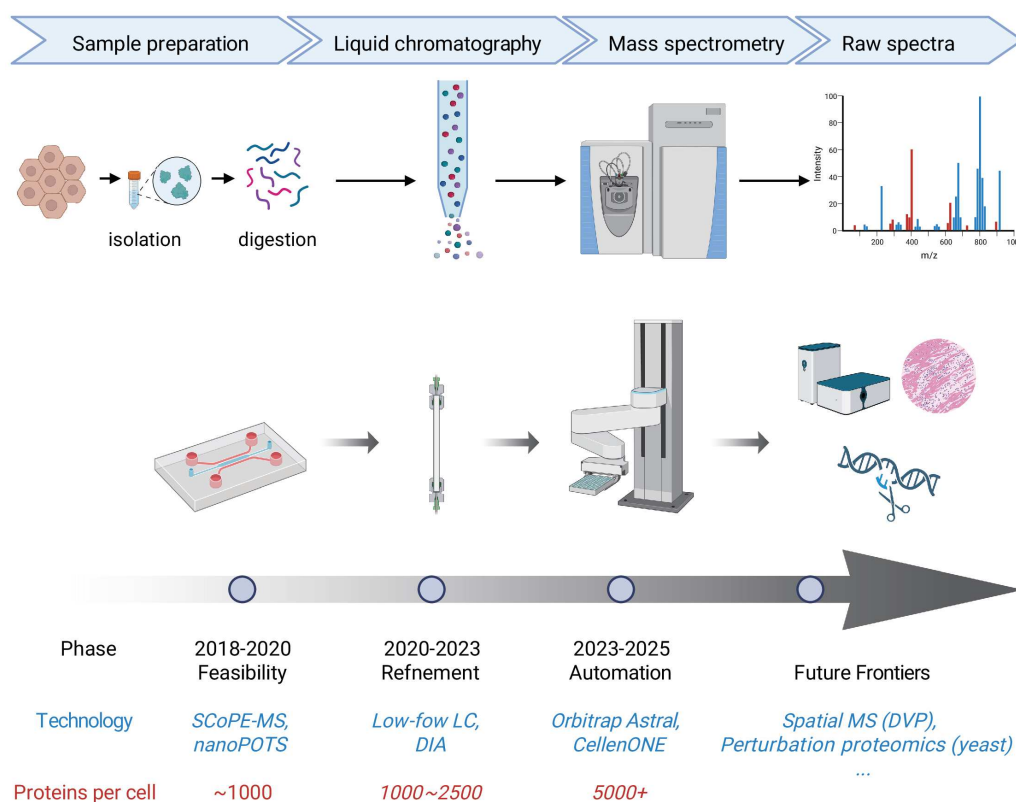 Sample preparation
Liquid chromatography
Mass spectrometry
Raw spectra
isolation
digestion
Intensity
100
80
60
40
20
0
200
400
600
800
100
m/z
Phase
2018-2020
Feasibility
2020-2023
Refnement
2023-2025
Automation
Future Frontiers
Technology
SCoPE-MS,
nanoPOTS
Low-fow LC,
DIA
Orbitrap Astral,
CellenONE
Spatial MS (DVP),
Perturbation proteomics (yeast)
...
Proteins per cell
~1000
1000~2500
5000+